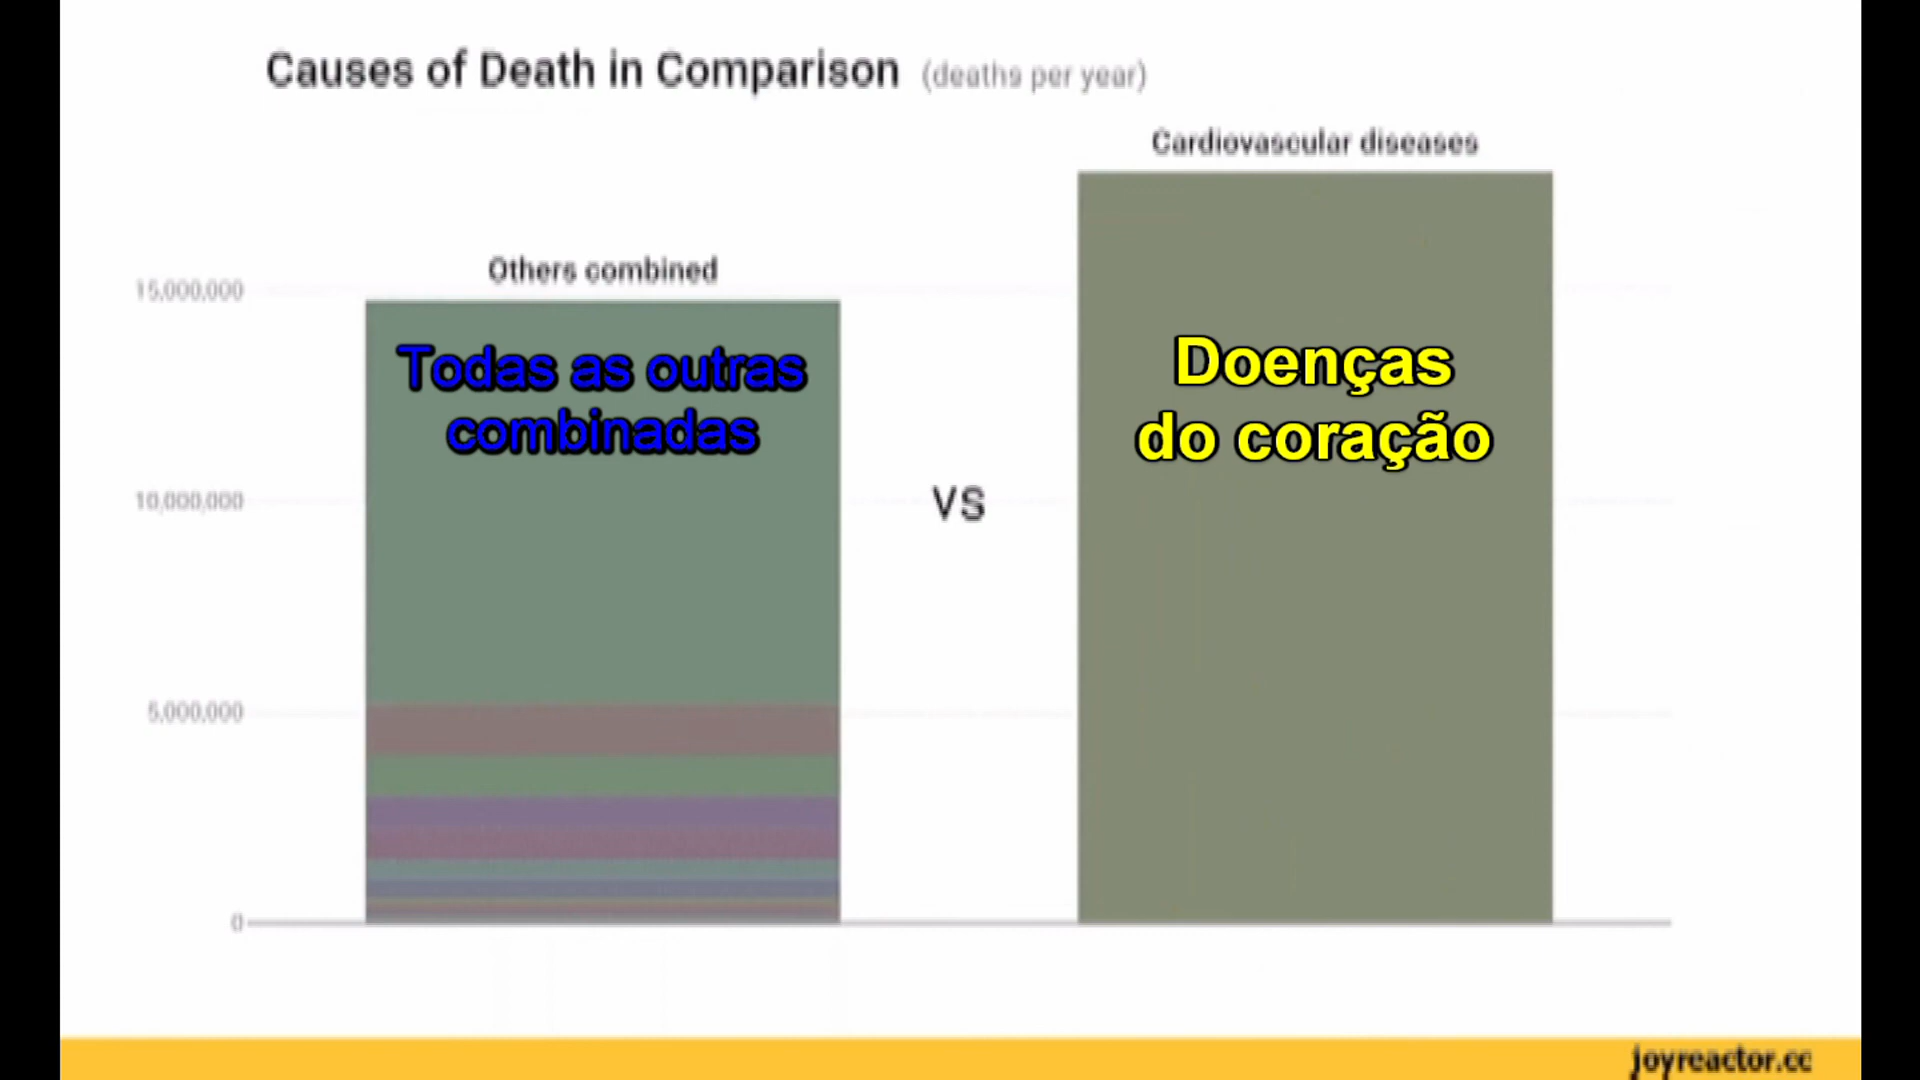 Causes of Death in Comparison (deaths per year)
Cardiovascular diseases
Others combined
15,000,000
Todas as outras
combinadas
Doenças
do coração
10,000,000
VS
5,000,000
0
joyreactor.cc